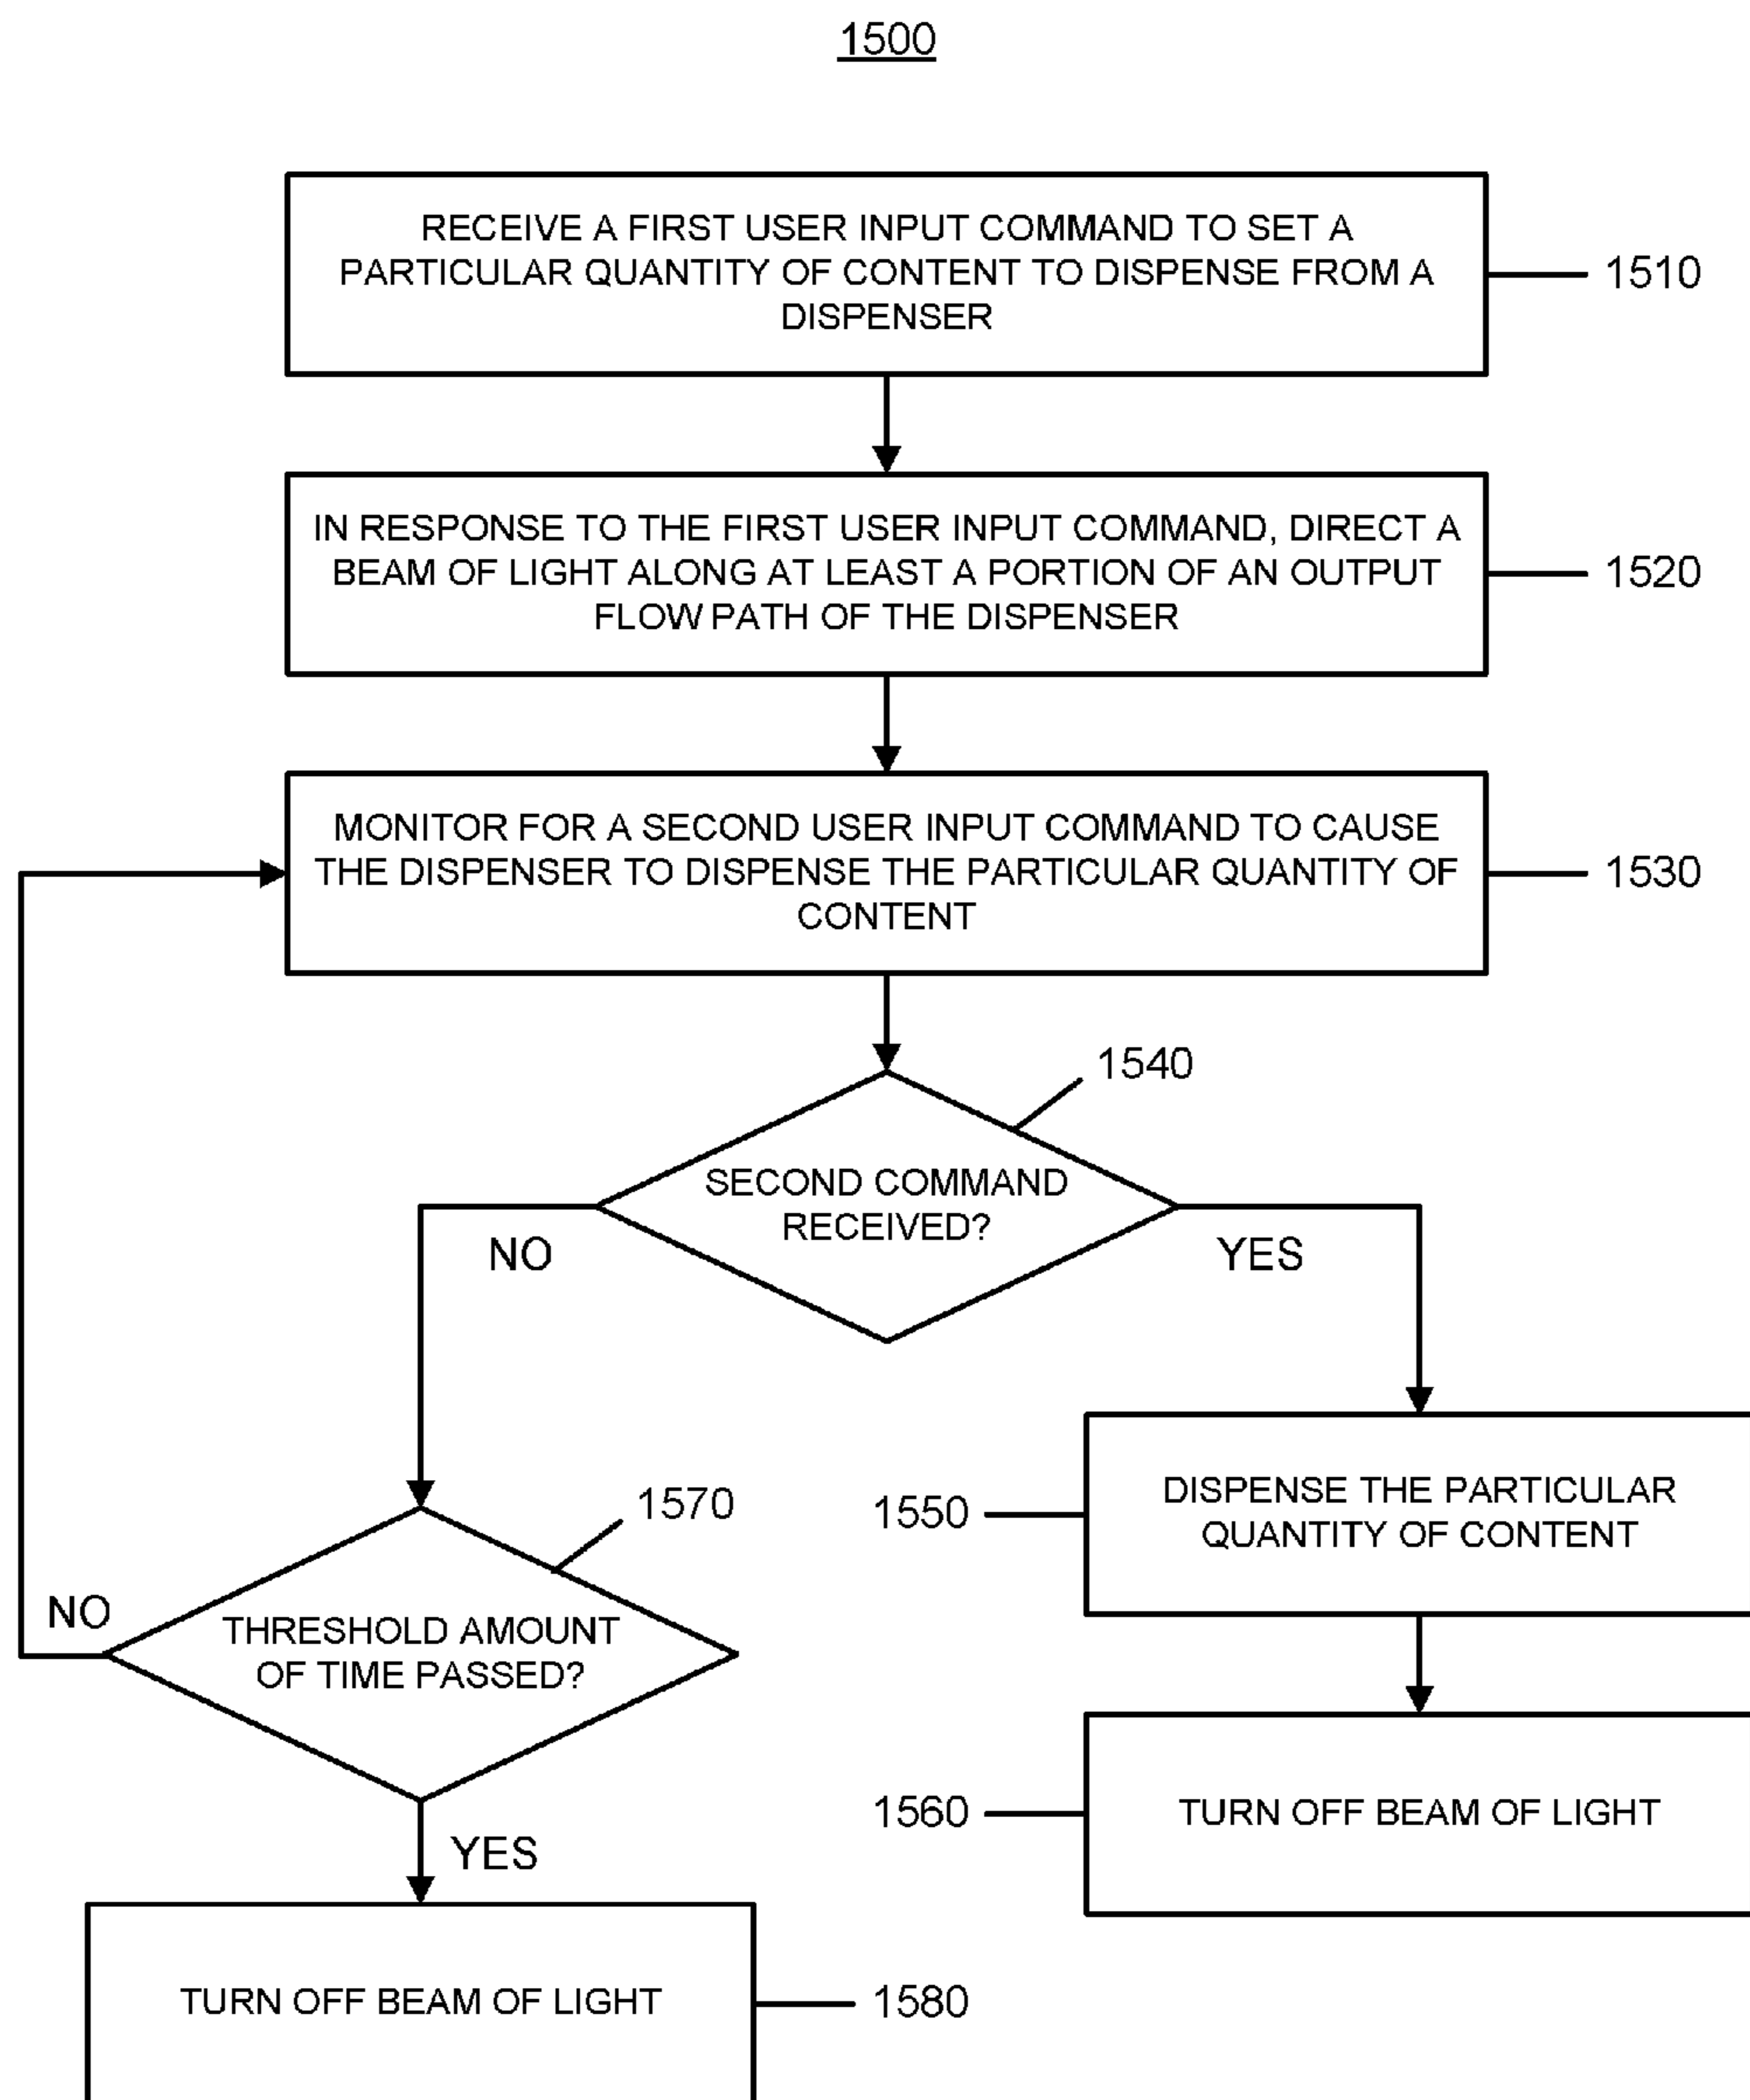 1500
RECEIVE A FIRST USER INPUT COMMAND TO SET A
PARTICULAR QUANTITY OF CONTENT TO DISPENSE FROM A
DISPENSER
1510
IN RESPONSE TO THE FIRST USER INPUT COMMAND, DIRECT A
BEAM OF LIGHT ALONG AT LEAST A PORTION OF AN OUTPUT
FLOW PATH OF THE DISPENSER
1520
MONITOR FOR A SECOND USER INPUT COMMAND TO CAUSE
THE DISPENSER TO DISPENSE THE PARTICULAR QUANTITY OF
CONTENT
1530
1540
SECOND COMMAND
RECEIVED?
NO
YES
1550
DISPENSE THE PARTICULAR
QUANTITY OF CONTENT
1570
THRESHOLD AMOUNT
OF TIME PASSED?
NO
YES
1560
TURN OFF BEAM OF LIGHT
TURN OFF BEAM OF LIGHT
1580